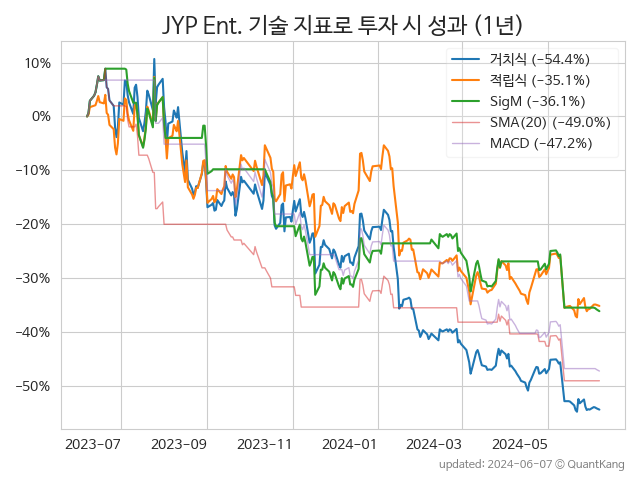 JYP Ent. 기술 지표로 투자 시 성과 (1년)
10%
0%
−10%
−20%
−30%
−40%
−50%
거치식 (−54.4%)
적립식 (−35.1%)
SigM (−36.1%)
SMA(20) (−49.0%)
MACD (−47.2%)
2023-07
2023-09
2023-11
2024-01
2024-03
2024-05
updated: 2024-06-07 © QuantKang